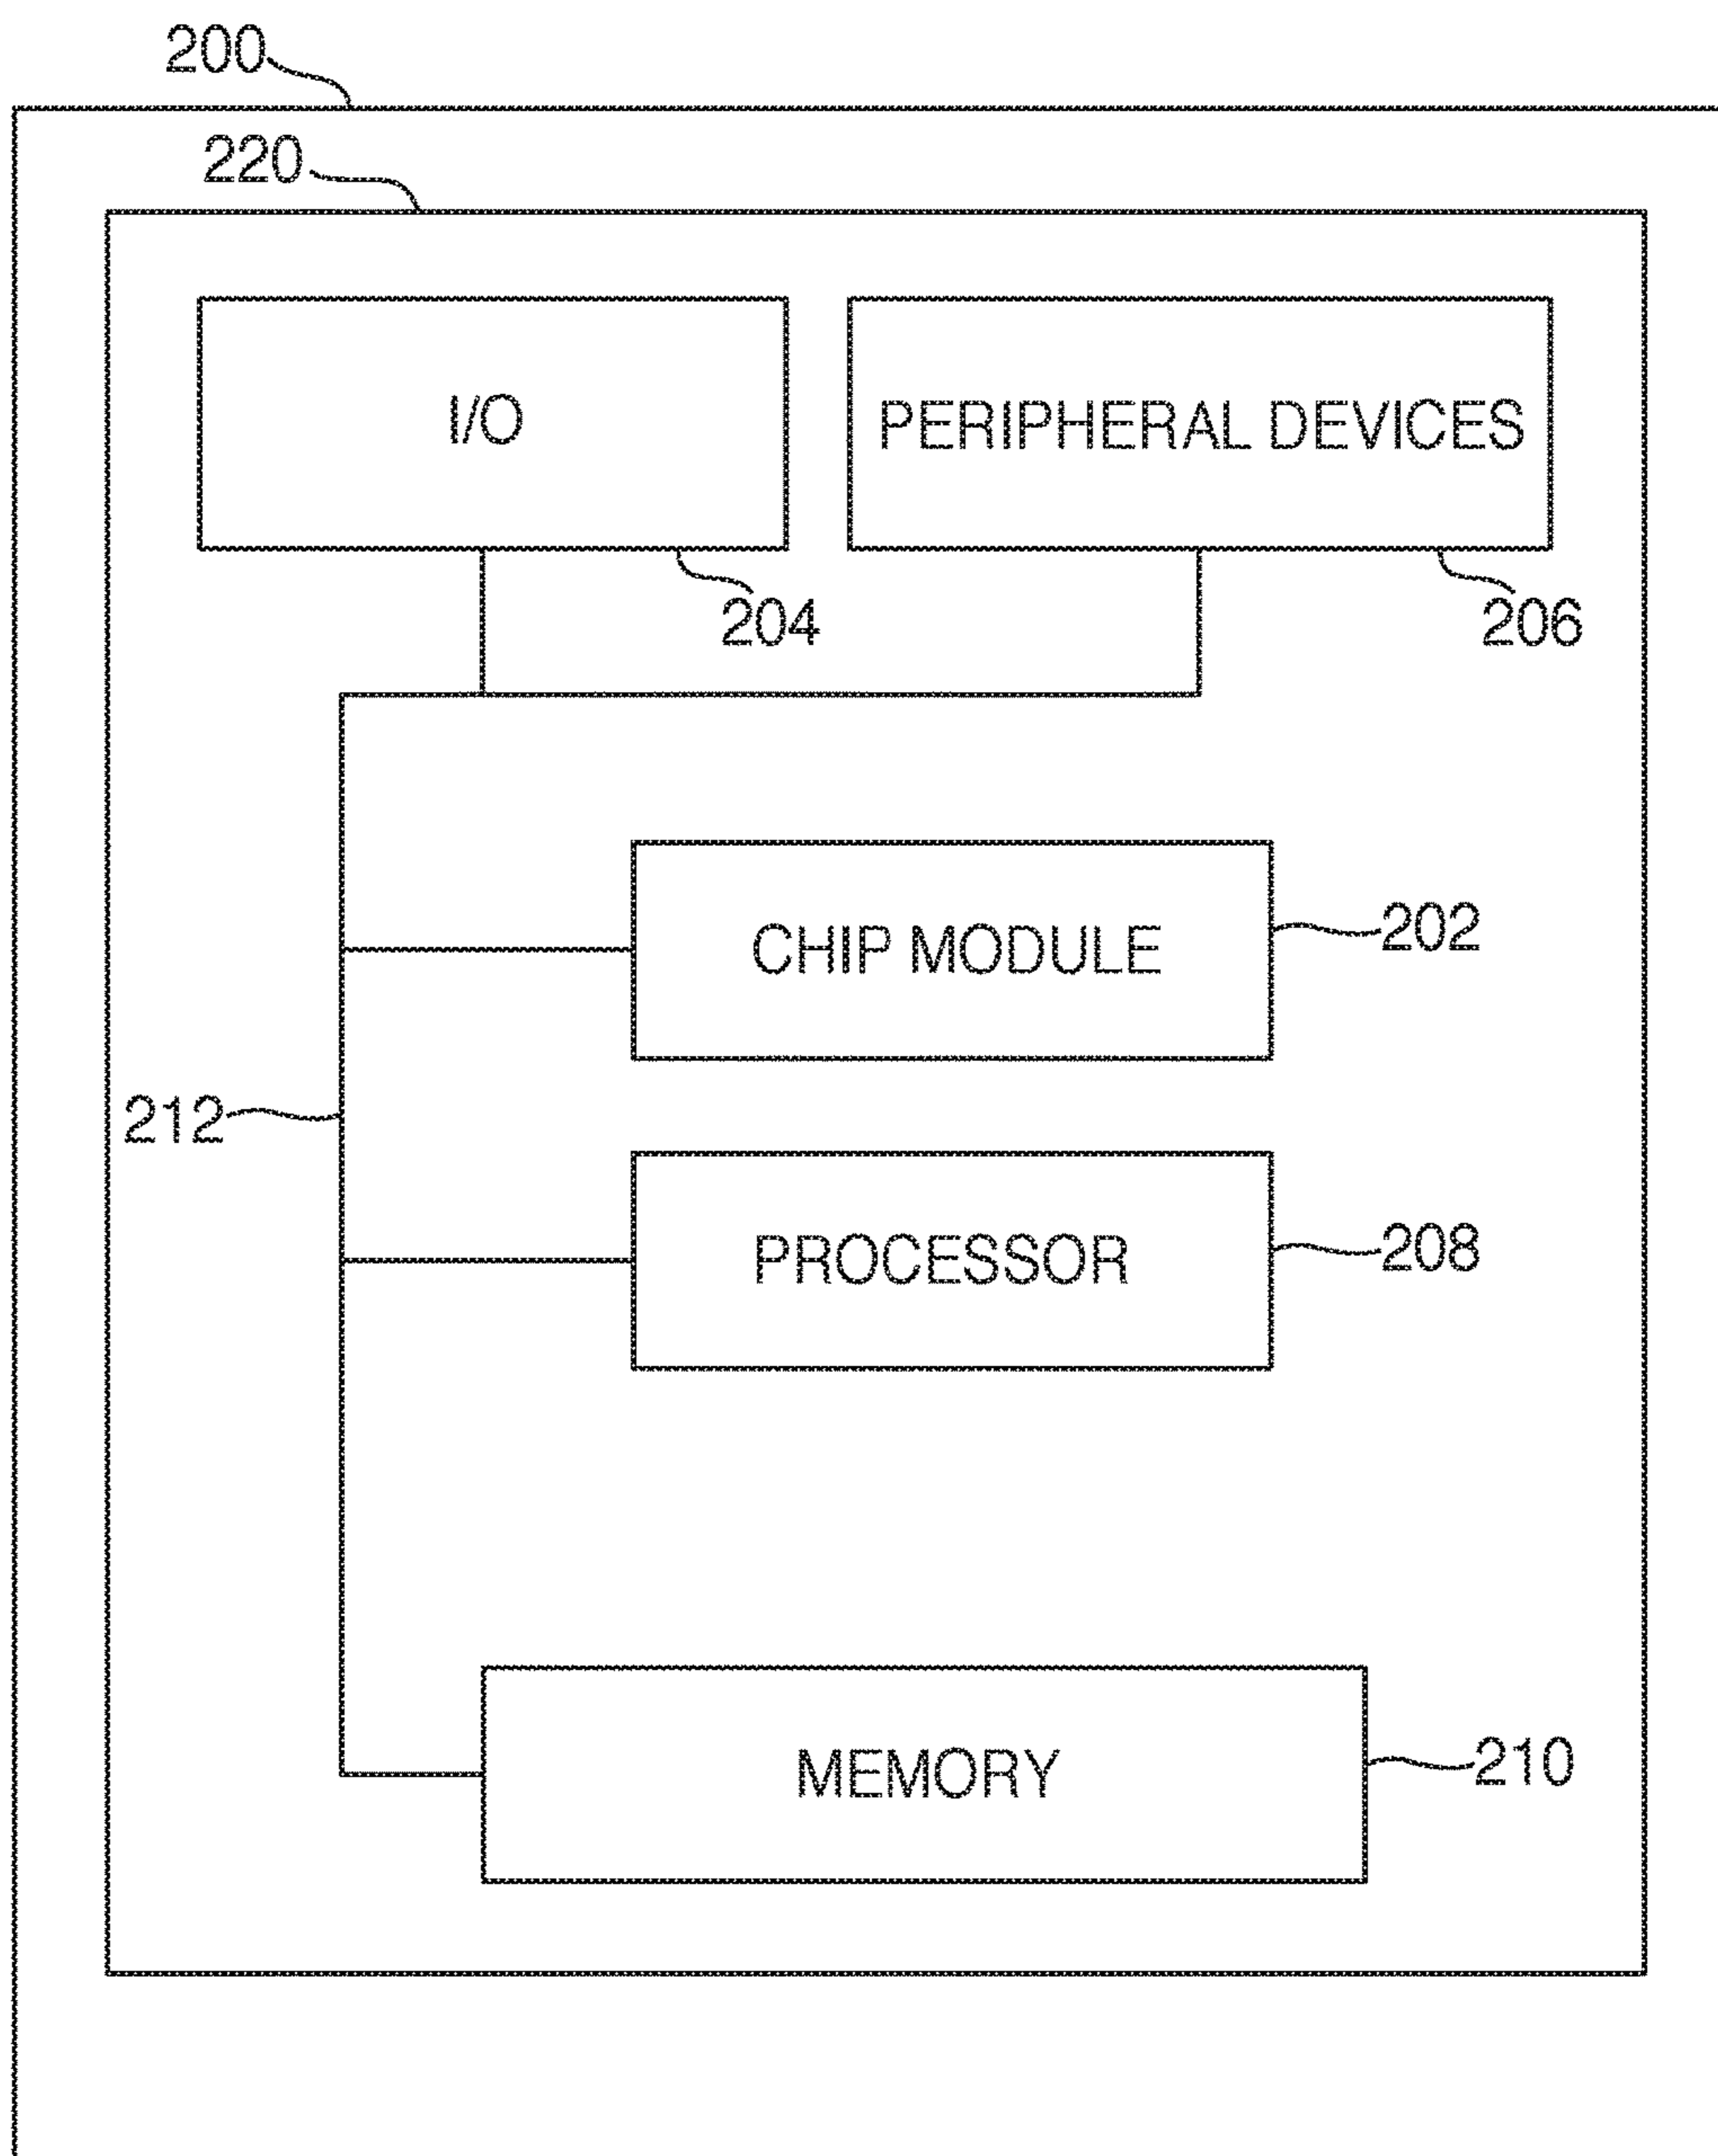 200
220
I/O
PERIPHERAL DEVICES
204
206
CHIP MODULE
202
212
PROCESSOR
208
MEMORY
210